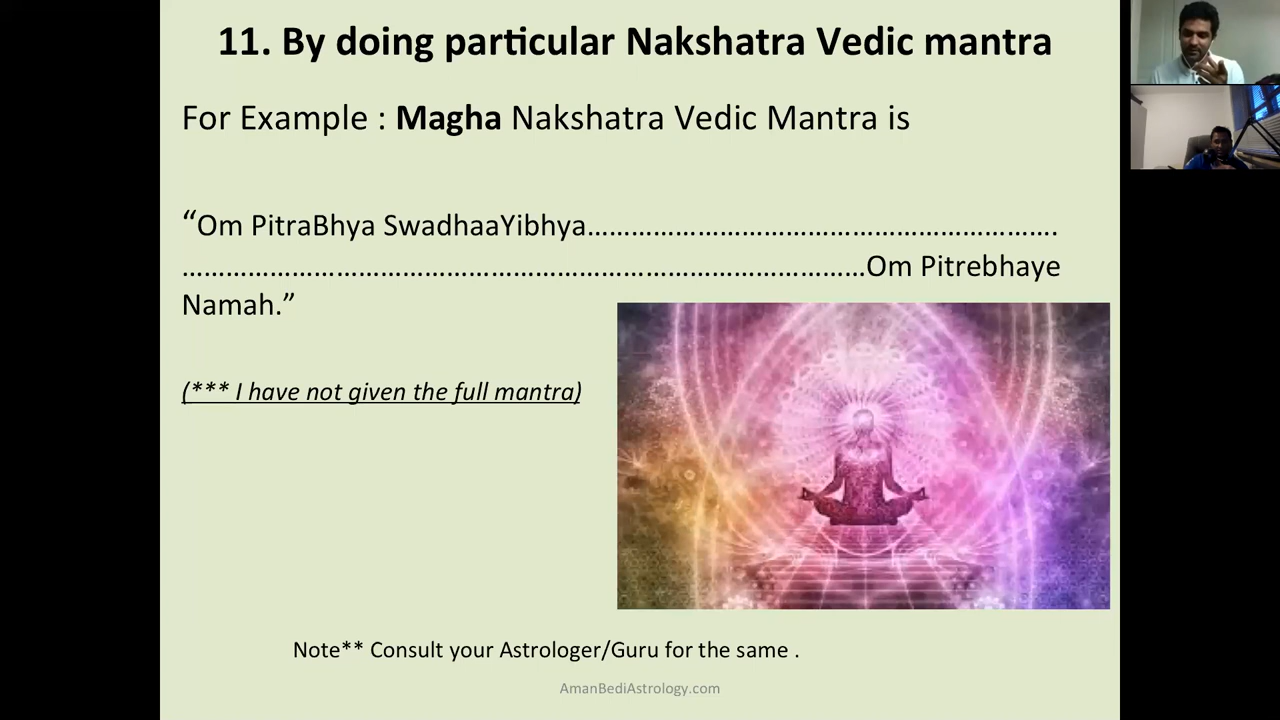 11. By doing particular Nakshatra Vedic mantra
For Example : Magha Nakshatra Vedic Mantra is
“Om PitraBhya SwadhaaYibhya……………………………………………………….
…………………………………………………………………………………Om Pitrebhaye
Namah.”
(*** I have not given the full mantra)
Note** Consult your Astrologer/Guru for the same .
AmanBediAstrology.com